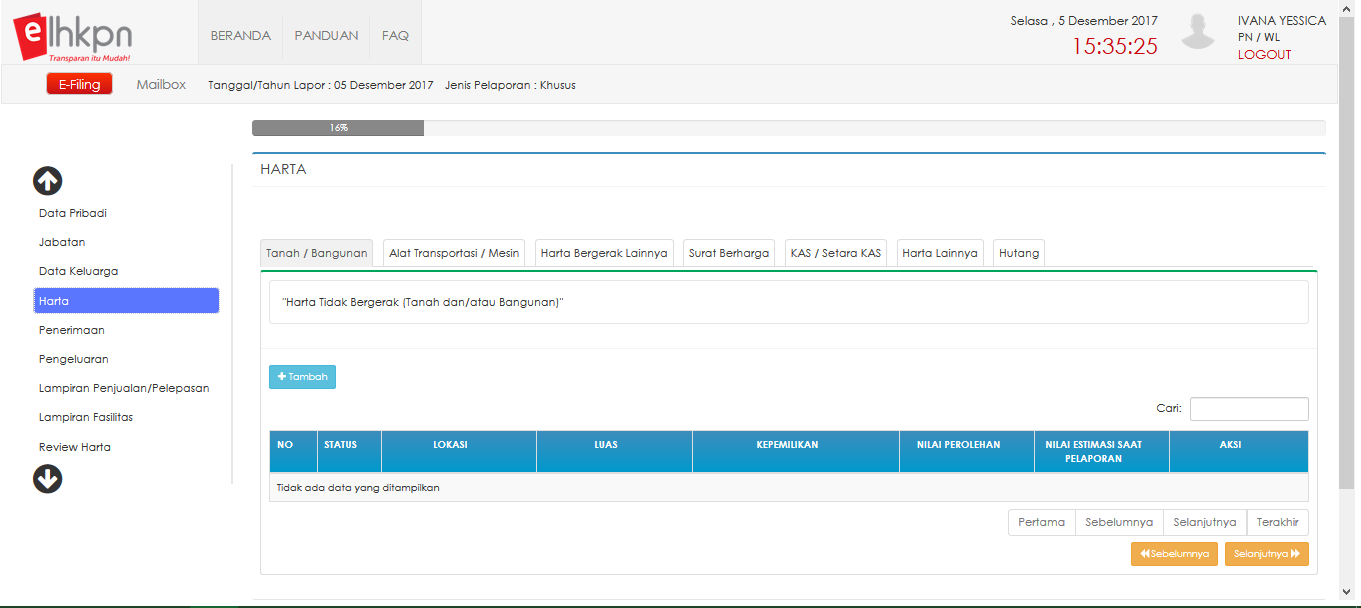 elhkpn
Transparan itu Mudah!
BERANDA PANDUAN FAQ
Selasa , 5 Desember 2017
15:35:25
IVANA YESSICA
PN / WL
LOGOUT
E-Filing Mailbox Tanggal/Tahun Lapor : 05 Desember 2017 Jenis Pelaporan : Khusus
16%
Data Pribadi
Jabatan
Data Keluarga
Harta
Penerimaan
Pengeluaran
Lampiran Penjualan/Pelepasan
Lampiran Fasilitas
Review Harta
HARTA
Tanah / Bangunan Alat Transportasi / Mesin Harta Bergerak Lainnya Surat Berharga KAS / Setara KAS Harta Lainnya Hutang
"Harta Tidak Bergerak (Tanah dan/atau Bangunan)"
+ Tambah
Cari:
NO STATUS LOKASI LUAS KEPEMILIKAN NILAI PEROLEHAN NILAI ESTIMASI SAAT PELAPORAN AKSI
Tidak ada data yang ditampilkan
Pertama Sebelumnya Selanjutnya Terakhir
Sebelumnya Selanjutnya